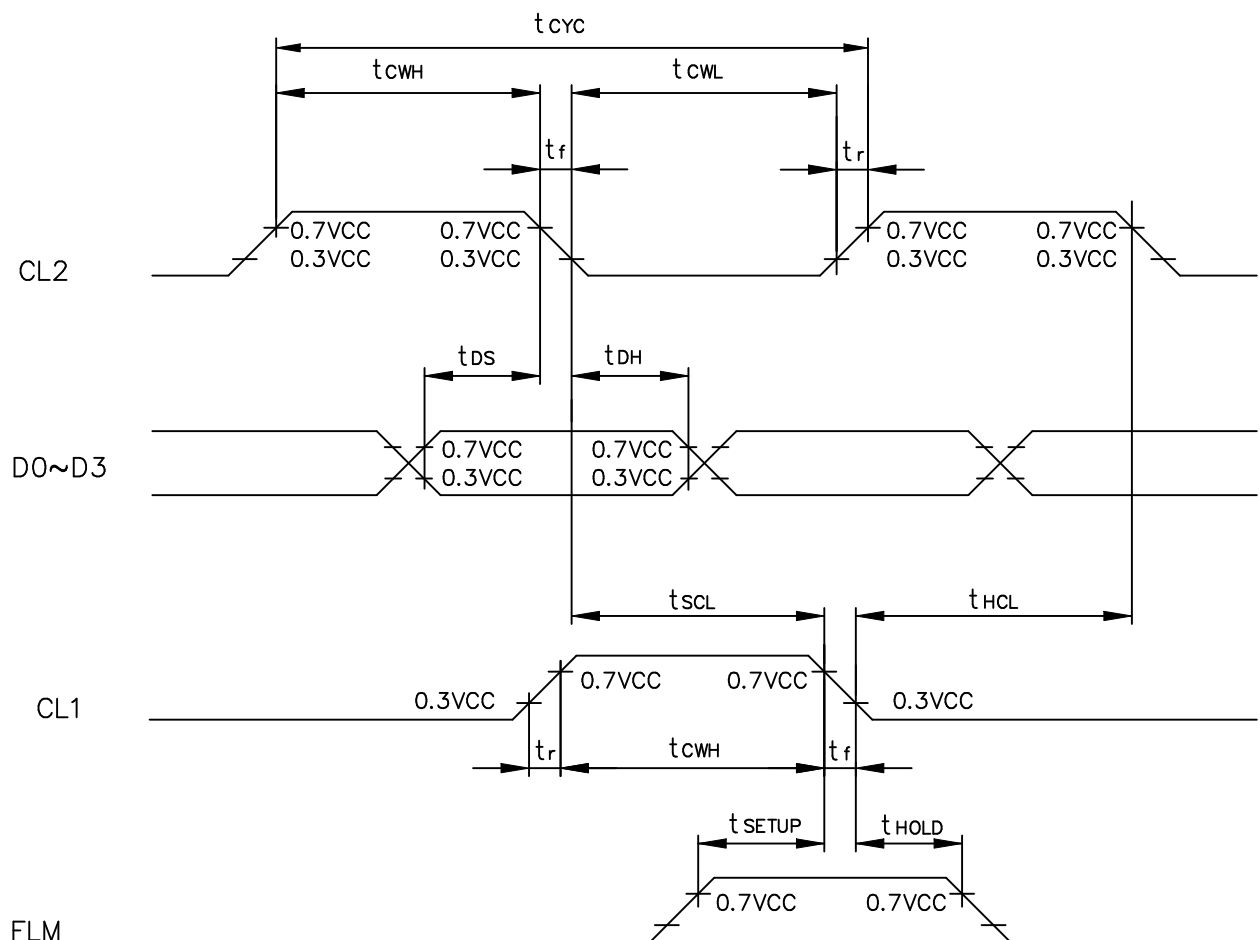 tCYC
tCWH tCWL
tf tr
0.7VCC 0.7VCC 0.7VCC 0.7VCC
CL2 0.3VCC 0.3VCC 0.3VCC 0.3VCC
tDS tDH
D0~D3 0.7VCC 0.7VCC
0.3VCC 0.3VCC
tSCL tHCL
0.7VCC 0.7VCC
CL1 0.3VCC 0.3VCC
tr tCWH tf
tSETUP tHOLD
0.7VCC 0.7VCC
FLM